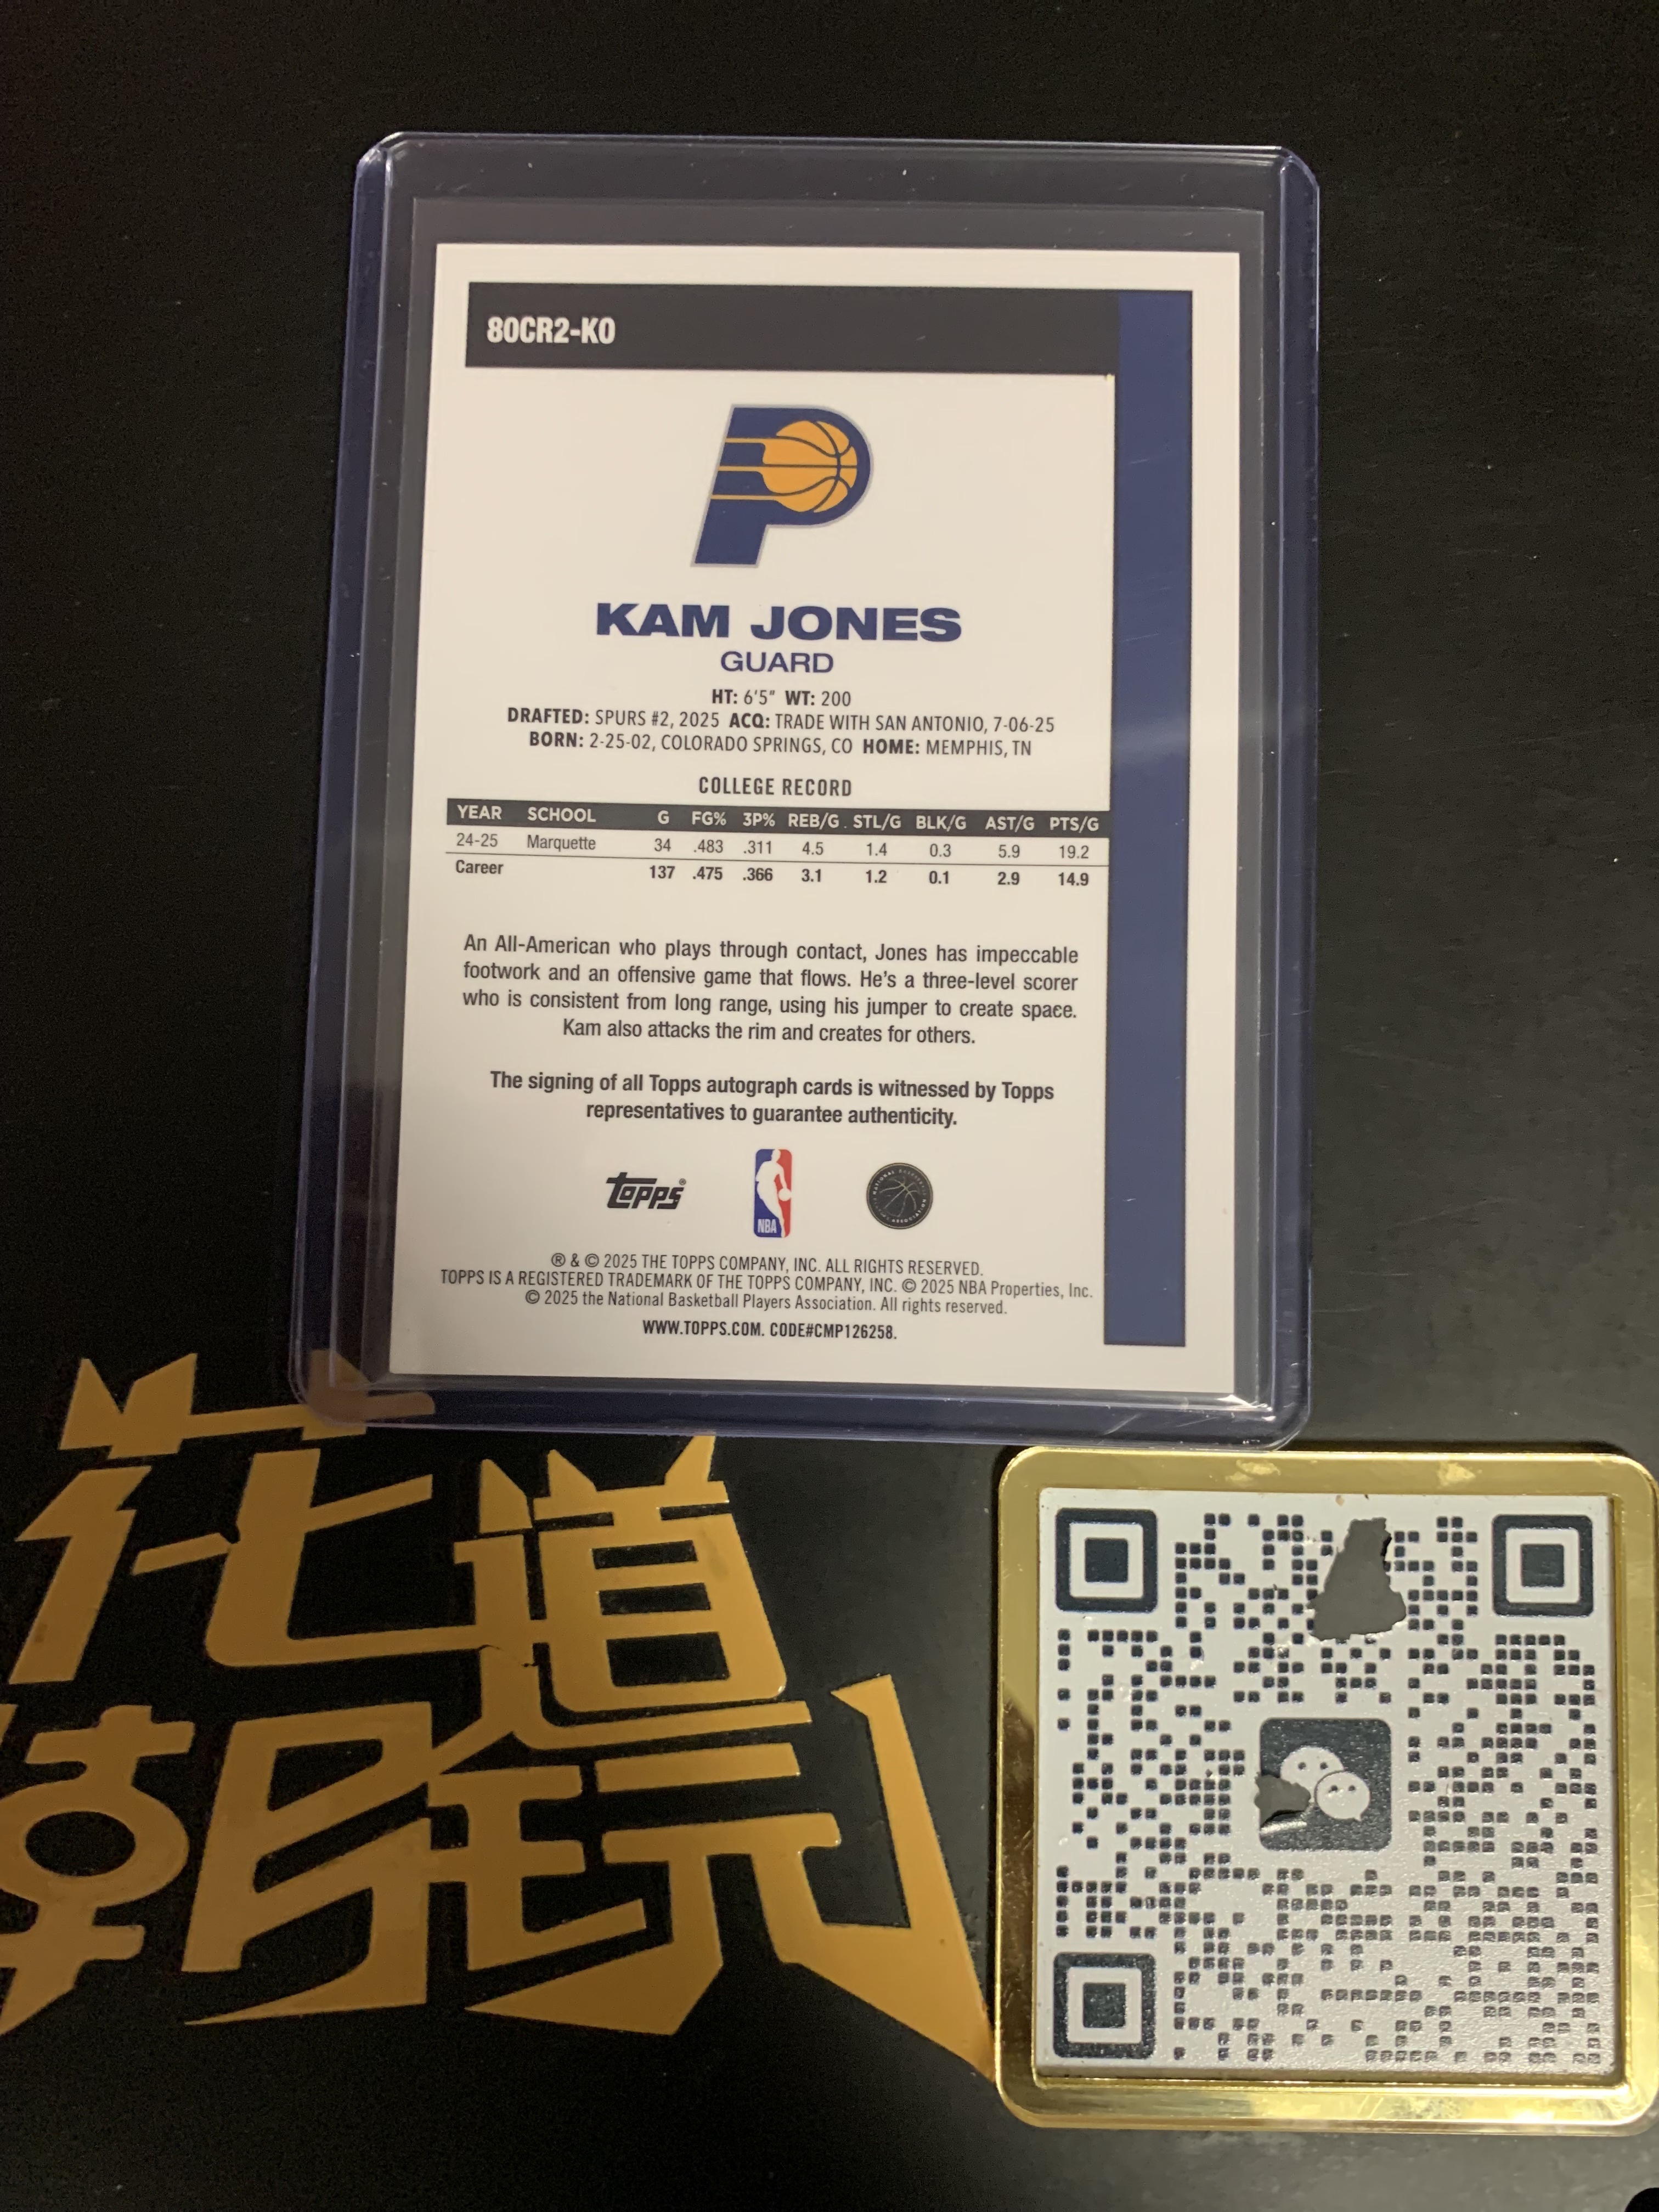 80CR2-KO
KAM JONES
GUARD
HT: 6'5" WT: 200
DRAFTED: SPURS #2, 2025 ACQ: TRADE WITH SAN ANTONIO, 7-06-25
BORN: 2-25-02, COLORADO SPRINGS, CO HOME: MEMPHIS, TN
COLLEGE RECORD
YEAR SCHOOL G FG% 3P% REB/G STL/G BLK/G AST/G PTS/G
24-25 Marquette 34 .483 .311 4.5 1.4 0.3 5.9 19.2
Career 137 .475 .366 3.1 1.2 0.1 2.9 14.9
An All-American who plays through contact, Jones has impeccable
footwork and an offensive game that flows. He's a three-level scorer
who is consistent from long range, using his jumper to create space.
Kam also attacks the rim and creates for others.
The signing of all Topps autograph cards is witnessed by Topps
representatives to guarantee authenticity.
topps®
NBA
® & © 2025 THE TOPPS COMPANY, INC. ALL RIGHTS RESERVED.
TOPPS IS A REGISTERED TRADEMARK OF THE TOPPS COMPANY, INC. © 2025 NBA Properties, Inc.
© 2025 the National Basketball Players Association. All rights reserved.
WWW.TOPPS.COM. CODE#CMP126258.
花道
潮玩